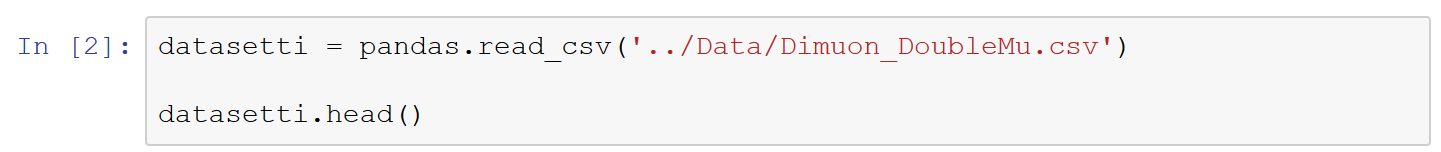 In [2]: datasetti = pandas.read_csv('../Data/Dimuon_DoubleMu.csv')
datasetti.head()